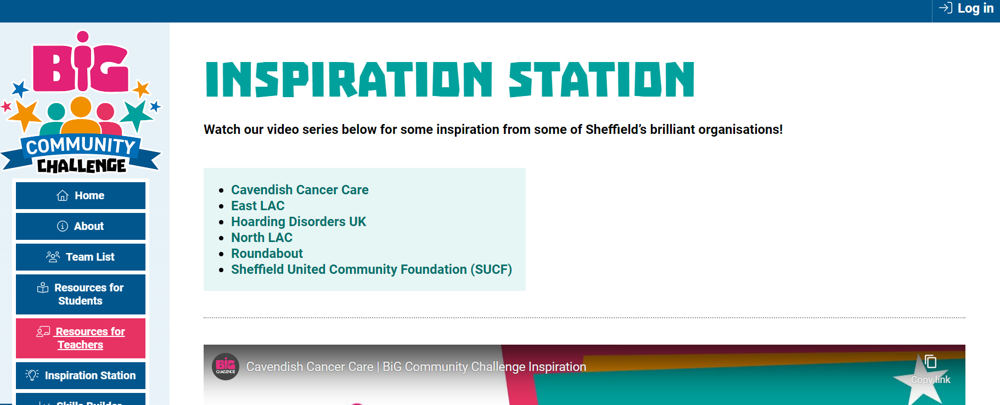 Log in
BiG
COMMUNITY
CHALLENGE
Home
About
Team List
Resources for
Students
Resources for
Teachers
Inspiration Station
Skills Builder
INSPIRATION STATION
Watch our video series below for some inspiration from some of Sheffield's brilliant organisations!
Cavendish Cancer Care
East LAC
Hoarding Disorders UK
North LAC
Roundabout
Sheffield United Community Foundation (SUCF)
BiG
CHALLENGE
Cavendish Cancer Care | BiG Community Challenge Inspiration
Copy link